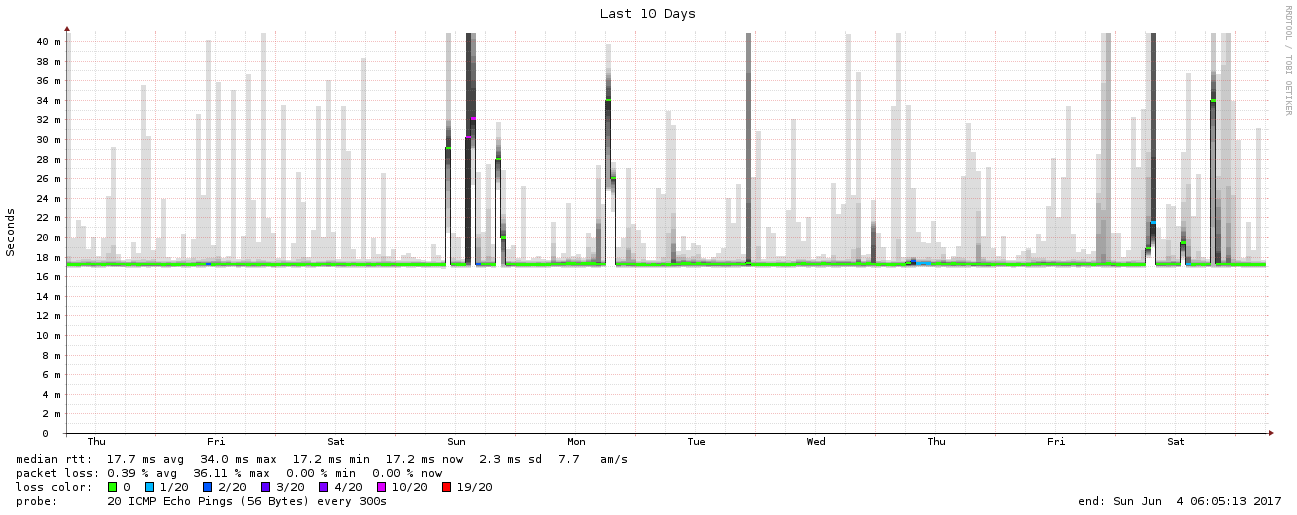 Last 10 Days
RRDTOOL / TOBI OETIKER
Seconds
40 m
38 m
36 m
34 m
32 m
30 m
28 m
26 m
24 m
22 m
20 m
18 m
16 m
14 m
12 m
10 m
8 m
6 m
4 m
2 m
0
Thu Fri Sat Sun Mon Tue Wed Thu Fri Sat
median rtt: 17.7 ms avg 34.0 ms max 17.2 ms min 17.2 ms now 2.3 ms sd 7.7 am/s
packet loss: 0.39 % avg 36.11 % max 0.00 % min 0.00 % now
loss color: 0 1/20 2/20 3/20 4/20 10/20 19/20
probe: 20 ICMP Echo Pings (56 Bytes) every 300s end: Sun Jun 4 06:05:13 2017